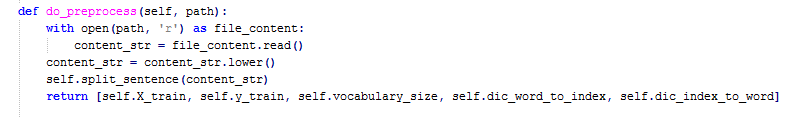 def do_preprocess(self, path):
    with open(path, 'r') as file_content:
        content_str = file_content.read()
    content_str = content_str.lower()
    self.split_sentence(content_str)
    return [self.X_train, self.y_train, self.vocabulary_size, self.dic_word_to_index, self.dic_index_to_word]